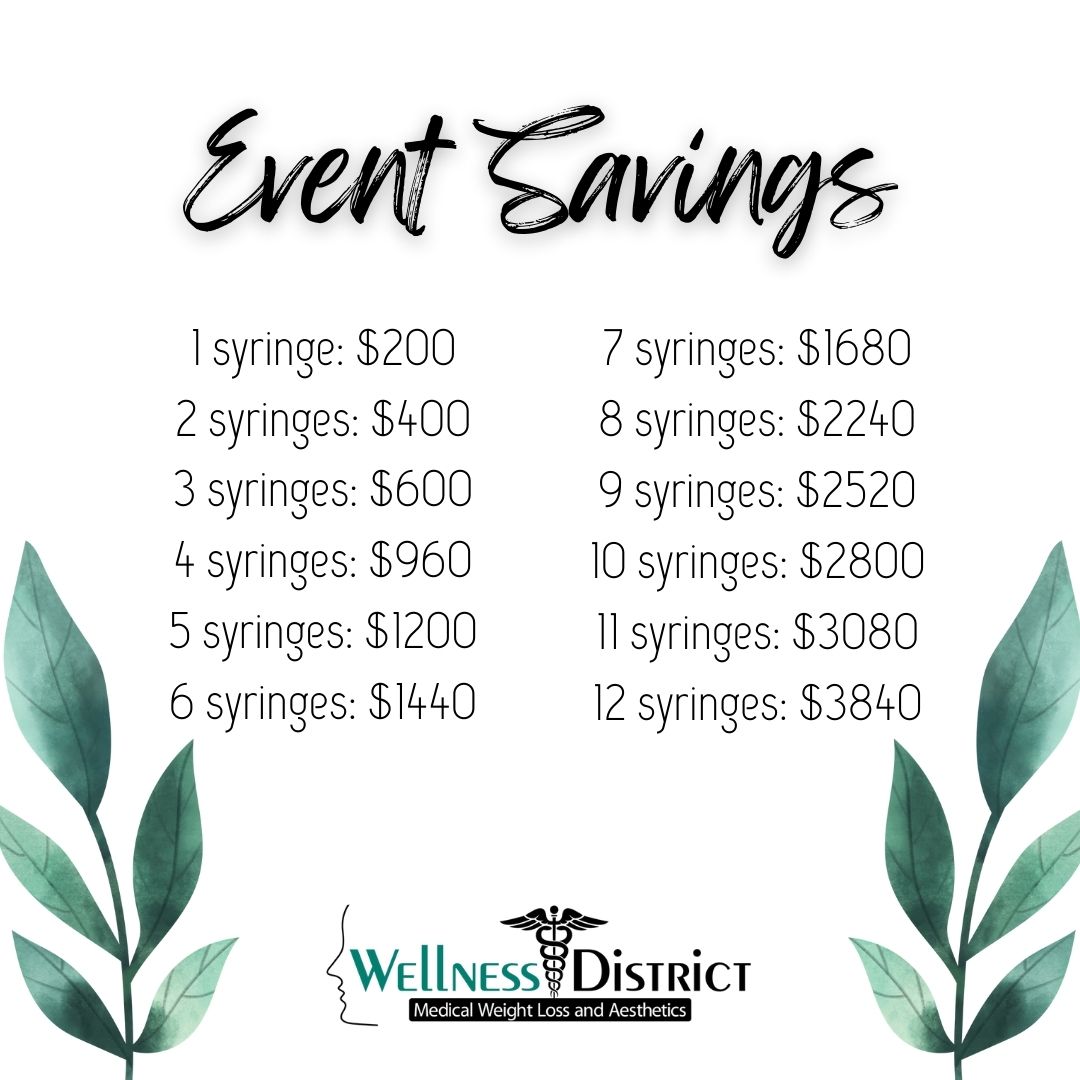 Event Savings
1 syringe: $200
2 syringes: $400
3 syringes: $600
4 syringes: $960
5 syringes: $1200
6 syringes: $1440
7 syringes: $1680
8 syringes: $2240
9 syringes: $2520
10 syringes: $2800
11 syringes: $3080
12 syringes: $3840
Wellness District
Medical Weight Loss and Aesthetics